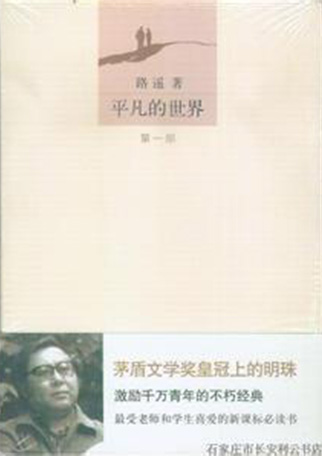 路遥 著
平凡的世界
第一部
茅盾文学奖皇冠上的明珠
激励千万青年的不朽经典
最受老师和学生喜爱的新课标必读书
石家庄市长安利云书店